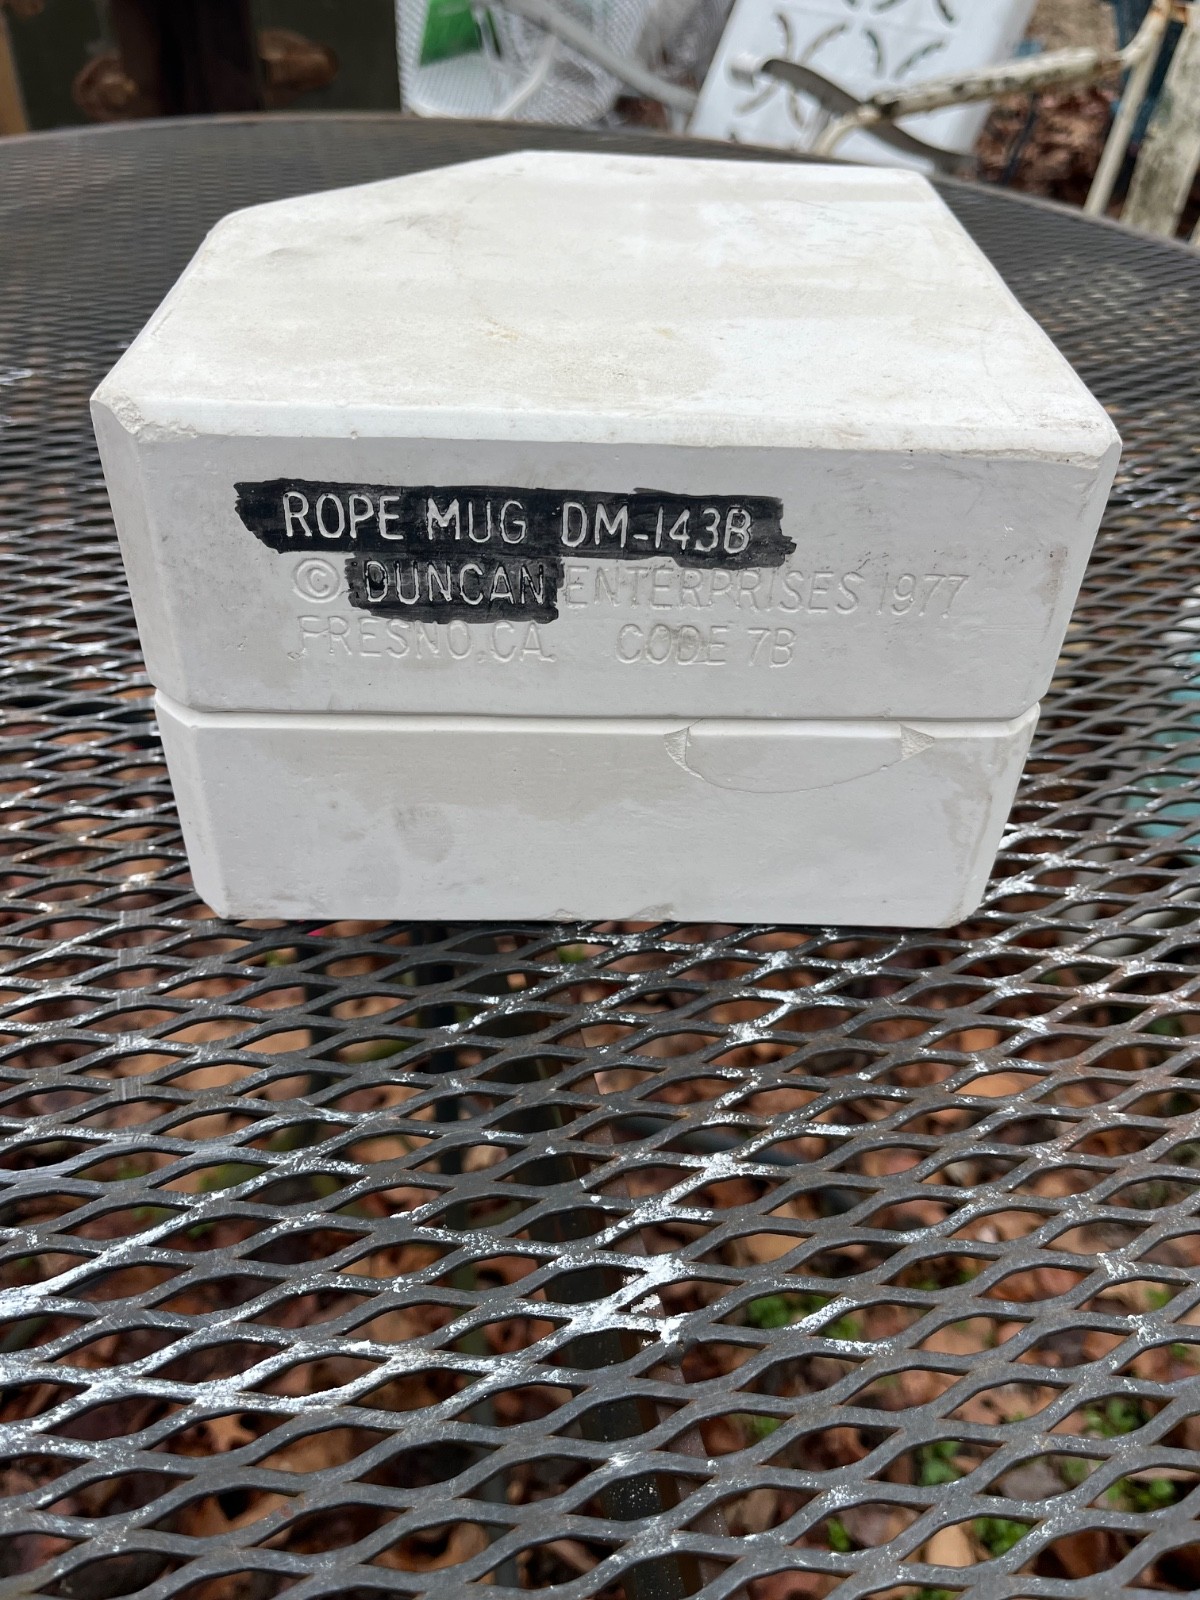 ROPE MUG DM-143B
© DUNCAN ENTERPRISES 1977
FRESNO, CA. CODE 7B